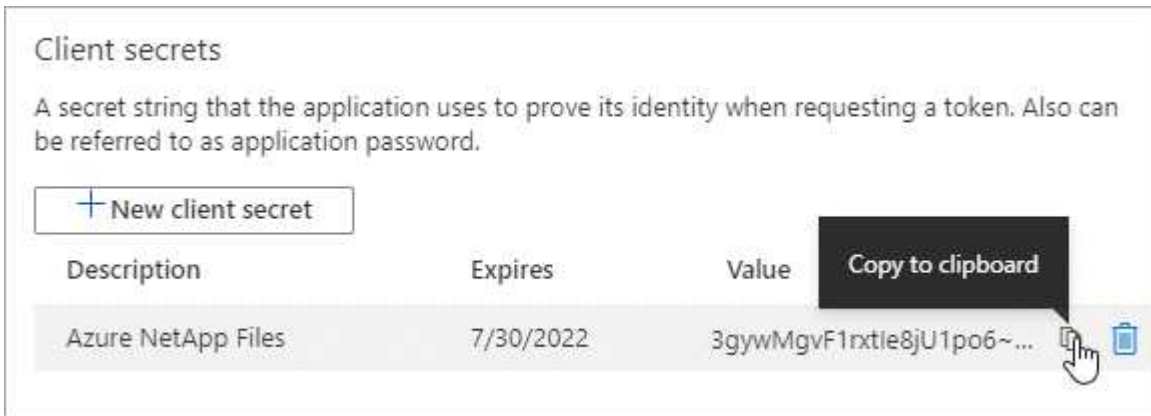 Client secrets
A secret string that the application uses to prove its identity when requesting a token. Also can
be referred to as application password.
New client secret
Description Expires Value Copy to clipboard
Azure NetApp Files 7/30/2022 3gywMgvF1rxtIe8jU1po6~...